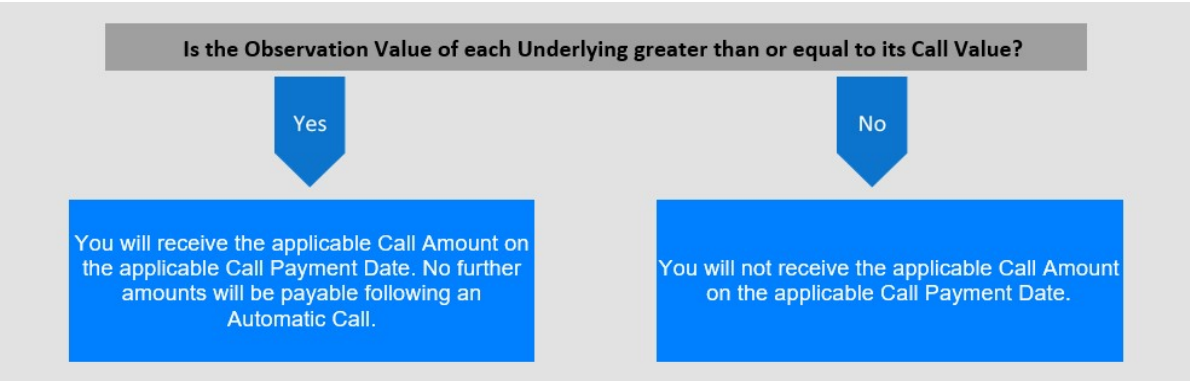 Is the Observation Value of each Underlying greater than or equal to its Call Value?
Yes
No
You will receive the applicable Call Amount on
the applicable Call Payment Date. No further
amounts will be payable following an
Automatic Call.
You will not receive the applicable Call Amount
on the applicable Call Payment Date.